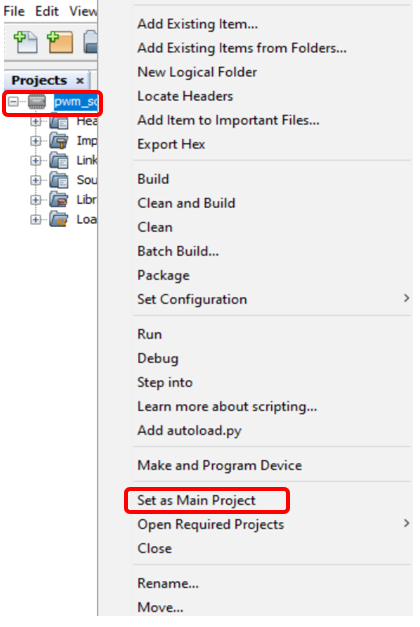 File Edit View
Projects ×
pwm_
Hea
Imp
Link
Sou
Libr
Loa
Add Existing Item...
Add Existing Items from Folders...
New Logical Folder
Locate Headers
Add Item to Important Files...
Export Hex
Build
Clean and Build
Clean
Batch Build...
Package
Set Configuration
Run
Debug
Step into
Learn more about scripting...
Add autoload.py
Make and Program Device
Set as Main Project
Open Required Projects
Close
Rename...
Move...